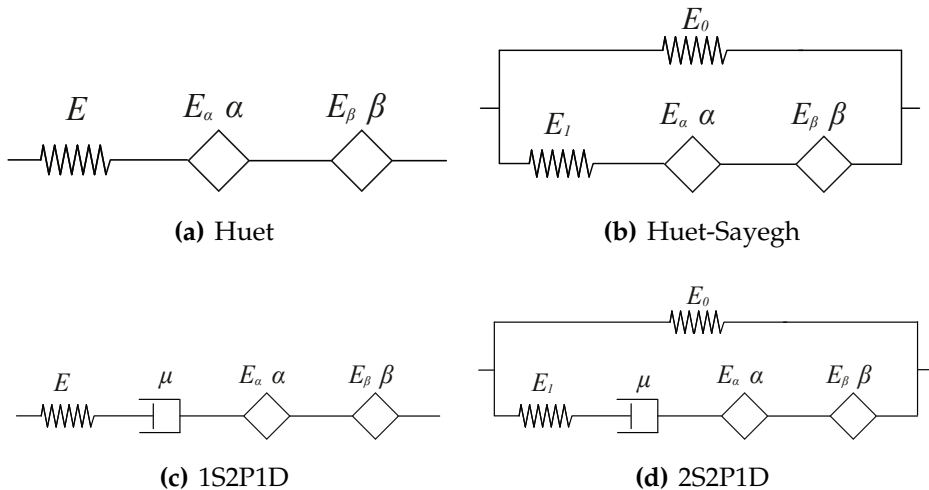 E E_α α E_β β
(a) Huet
E_0
E_1 E_α α E_β β
(b) Huet-Sayegh
E μ E_α α E_β β
(c) 1S2P1D
E_0
E_1 μ E_α α E_β β
(d) 2S2P1D